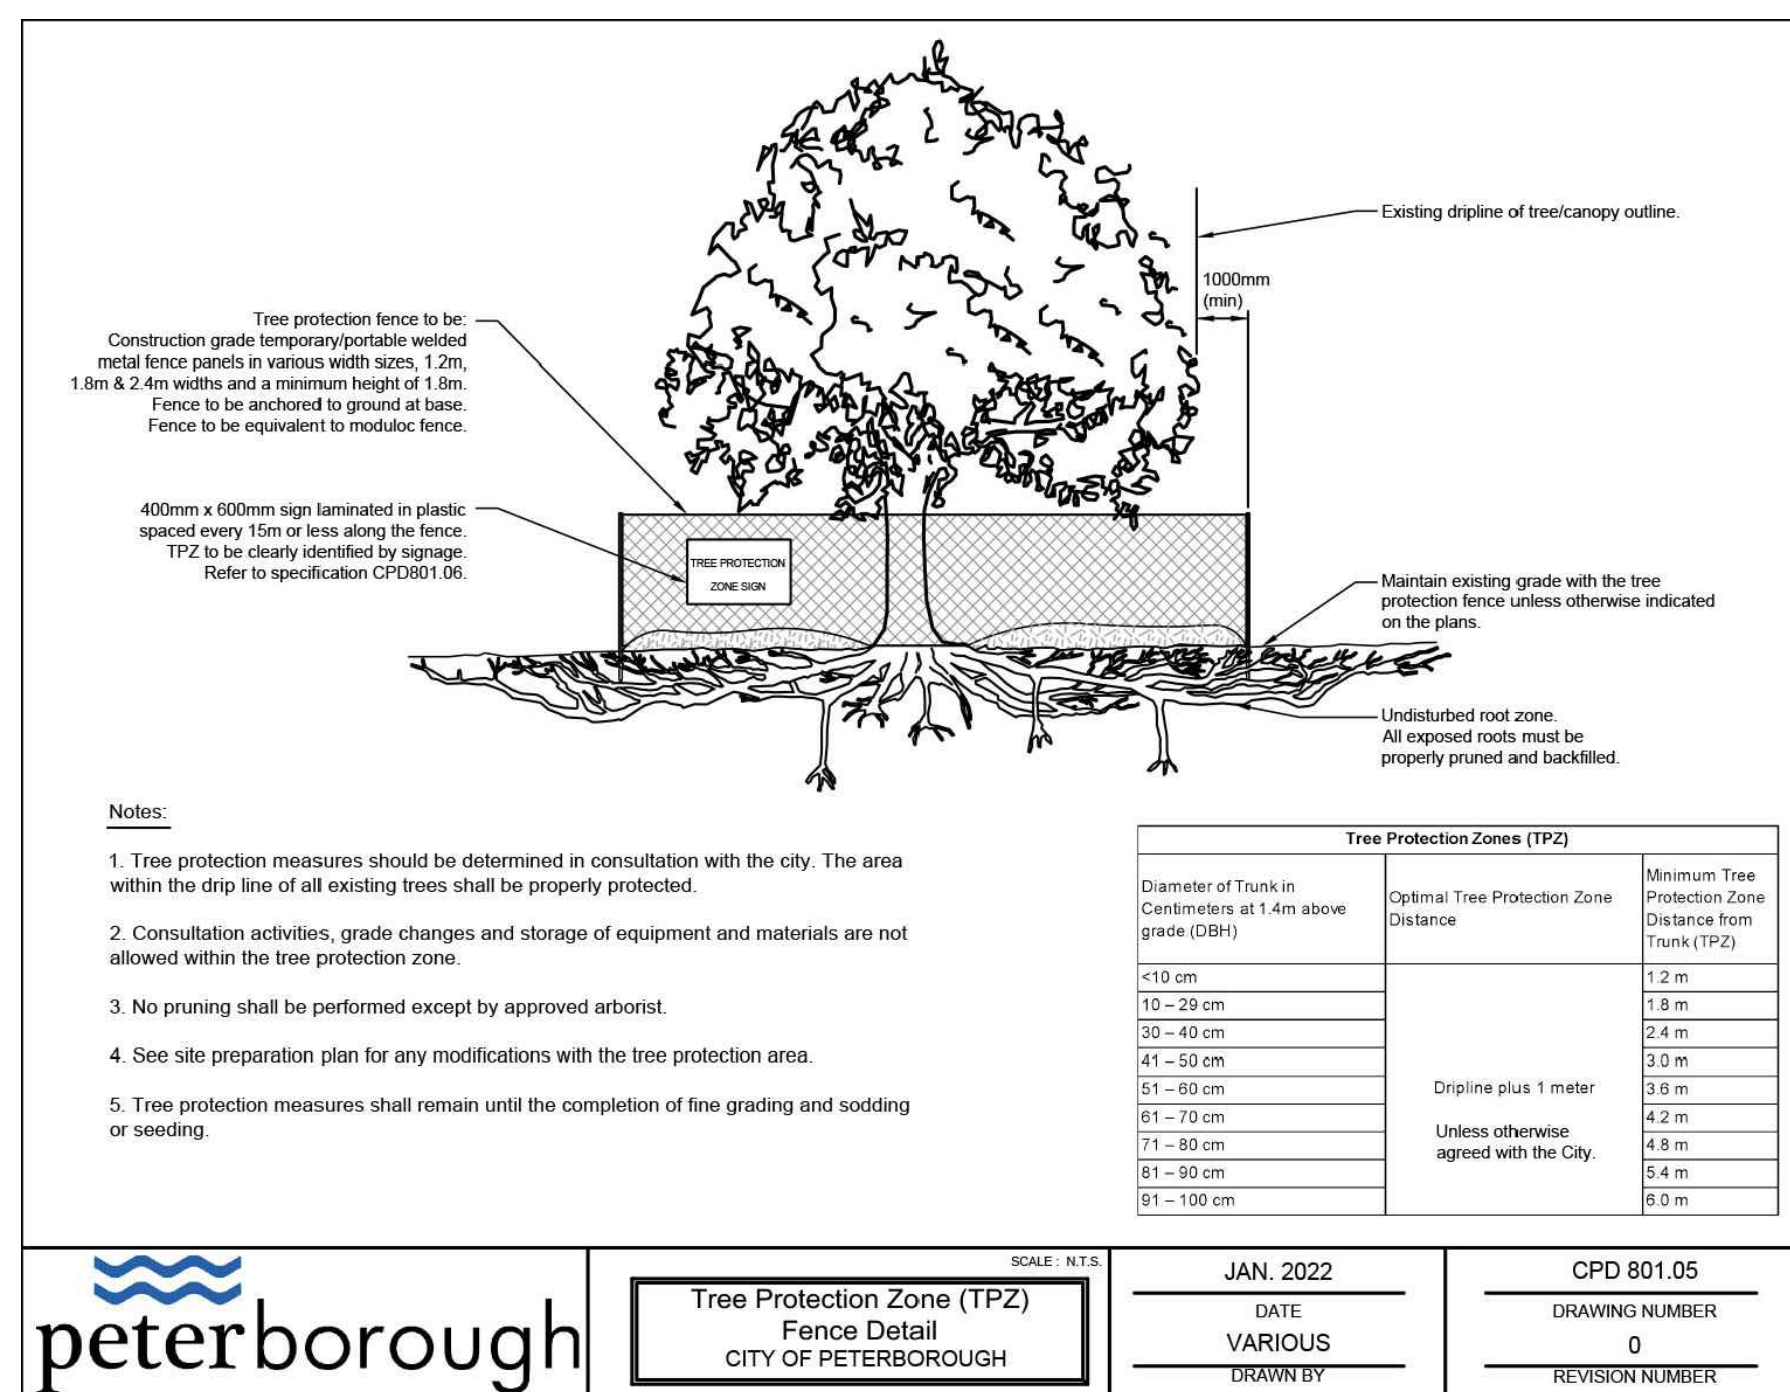 Existing dripline of tree/canopy outline.
1000mm
(min)
Tree protection fence to be:
Construction grade temporary/portable welded
metal fence panels in various width sizes, 1.2m,
1.8m & 2.4m widths and a minimum height of 1.8m.
Fence to be anchored to ground at base.
Fence to be equivalent to moduloc fence.
400mm x 600mm sign laminated in plastic
spaced every 15m or less along the fence.
TPZ to be clearly identified by signage.
Refer to specification CPD801.06.
TREE PROTECTION
ZONE SIGN
Maintain existing grade with the tree
protection fence unless otherwise indicated
on the plans.
Undisturbed root zone.
All exposed roots must be
properly pruned and backfilled.
Notes:
1. Tree protection measures should be determined in consultation with the city. The area
within the drip line of all existing trees shall be properly protected.
2. Consultation activities, grade changes and storage of equipment and materials are not
allowed within the tree protection zone.
3. No pruning shall be performed except by approved arborist.
4. See site preparation plan for any modifications with the tree protection area.
5. Tree protection measures shall remain until the completion of fine grading and sodding
or seeding.
Tree Protection Zones (TPZ)
Diameter of Trunk in
Centimeters at 1.4m above
grade (DBH)
Optimal Tree Protection Zone
Distance
Minimum Tree
Protection Zone
Distance from
Trunk (TPZ)
<10 cm 1.2 m
10 – 29 cm 1.8 m
30 – 40 cm 2.4 m
41 – 50 cm 3.0 m
51 – 60 cm 3.6 m
61 – 70 cm 4.2 m
71 – 80 cm 4.8 m
81 – 90 cm 5.4 m
91 – 100 cm 6.0 m
Dripline plus 1 meter
Unless otherwise
agreed with the City.
peterborough
SCALE : N.T.S.
Tree Protection Zone (TPZ)
Fence Detail
CITY OF PETERBOROUGH
JAN. 2022
DATE
VARIOUS
DRAWN BY
CPD 801.05
DRAWING NUMBER
0
REVISION NUMBER